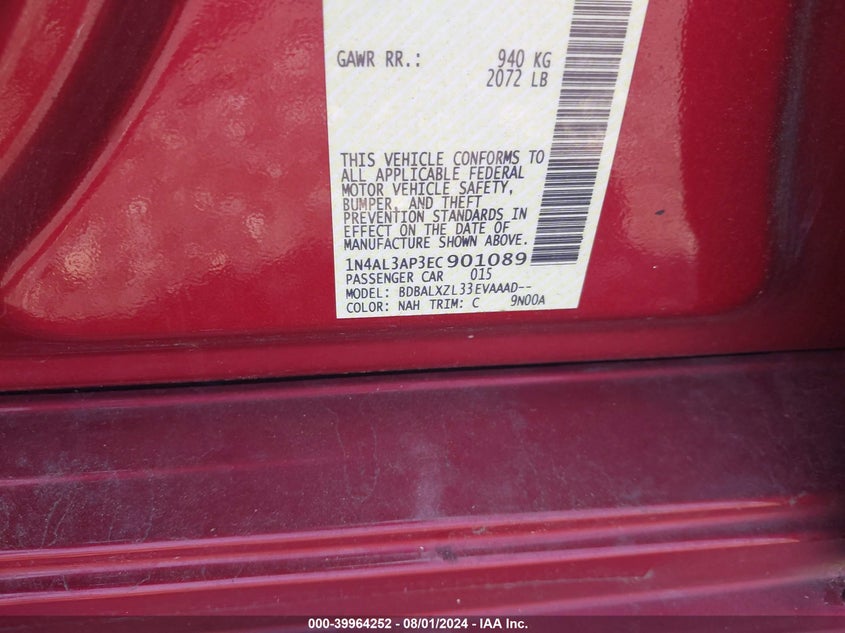 GAWR RR.: 940 KG
2072 LB
THIS VEHICLE CONFORMS TO
ALL APPLICABLE FEDERAL
MOTOR VEHICLE SAFETY,
BUMPER, AND THEFT
PREVENTION STANDARDS IN
EFFECT ON THE DATE OF
MANUFACTURE SHOWN ABOVE.
1N4AL3AP3EC901089
PASSENGER CAR 015
MODEL: BDBALXZL33EVAAAD--
COLOR: NAH TRIM: C 9N00A
000-39964252 - 08/01/2024 - IAA Inc.